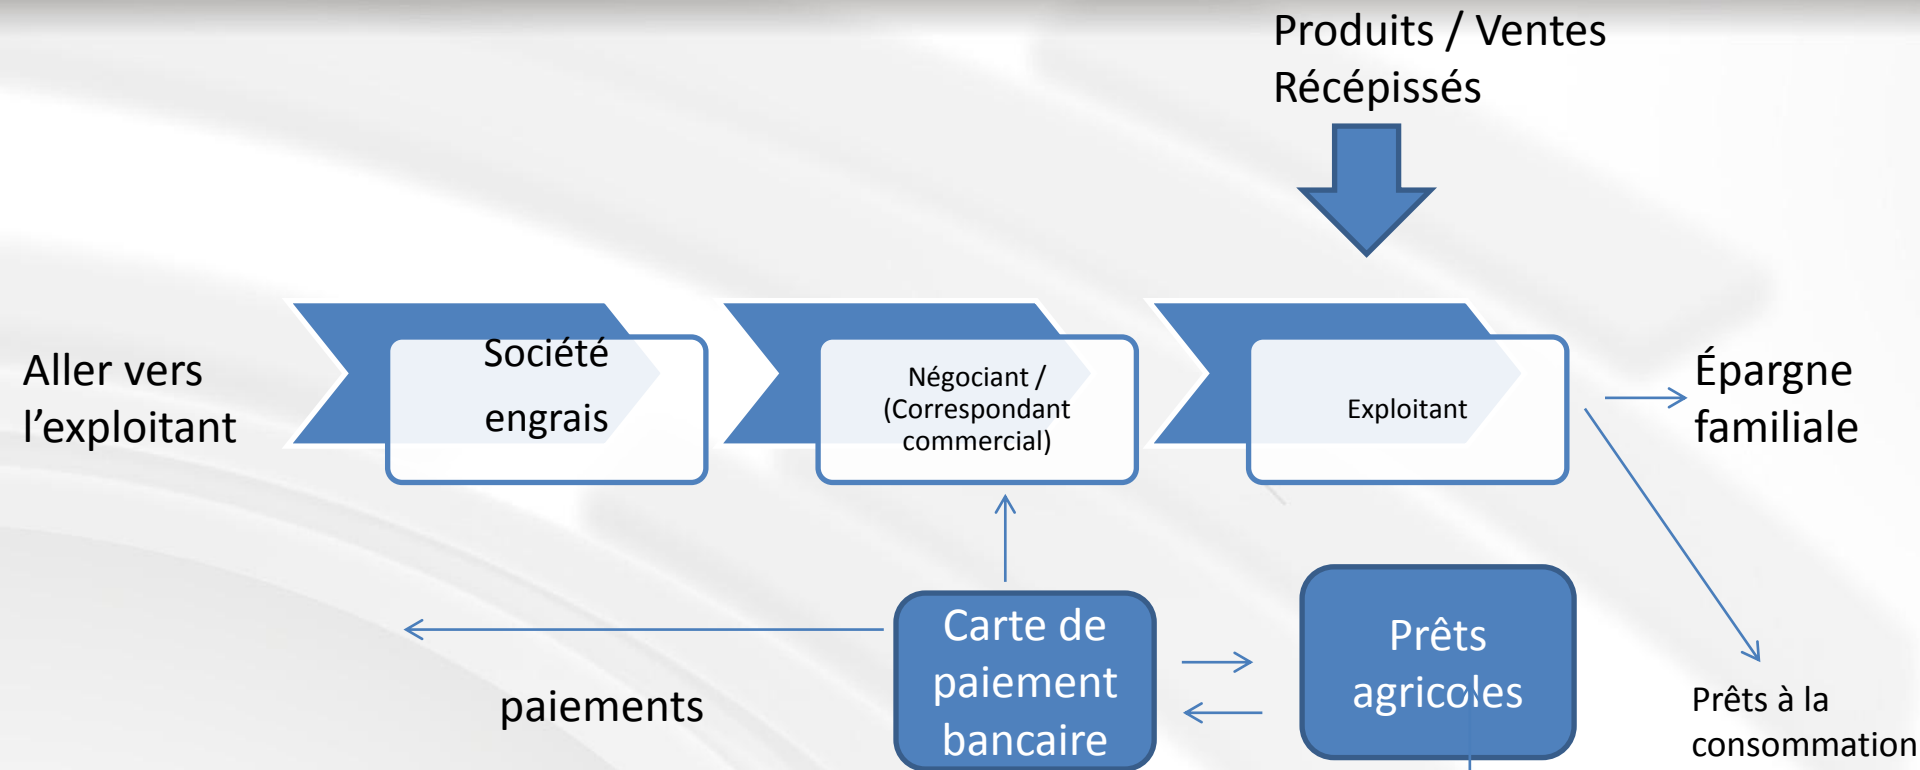 Produits / Ventes
Récépissés
Aller vers
l’exploitant
Société
engrais
Négociant /
(Correspondant
commercial)
Exploitant
Épargne
familiale
paiements
Carte de
paiement
bancaire
Prêts
agricoles
Prêts à la
consommation